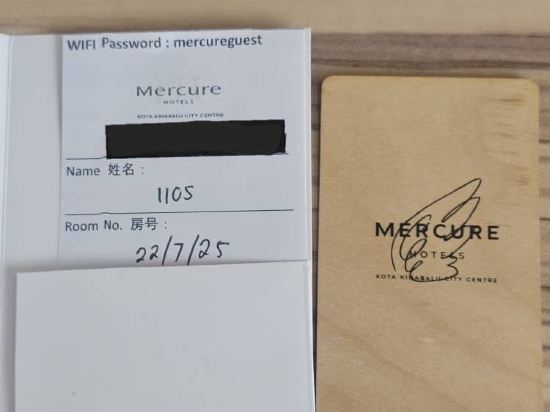 WIFI Password : mercureguest
Mercure
HOTELS
KOTA KINABALU CITY CENTRE
Name 姓名 :
1105
Room No. 房号 :
22/7/25
MERCURE
HOTELS
KOTA KINABALU CITY CENTRE